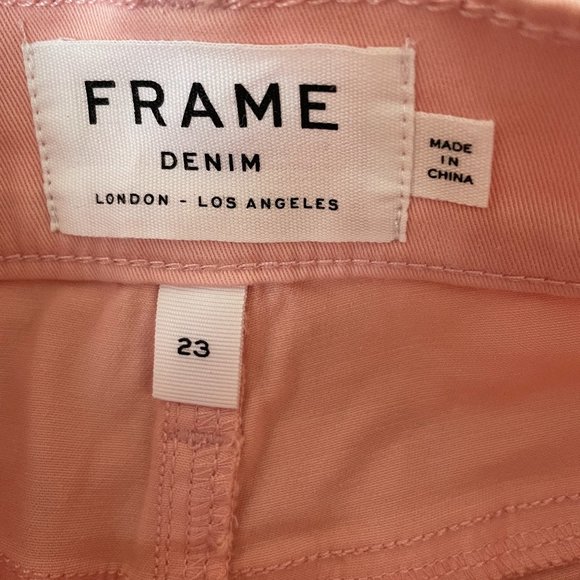 FRAME
DENIM
LONDON - LOS ANGELES
MADE
IN
CHINA
23